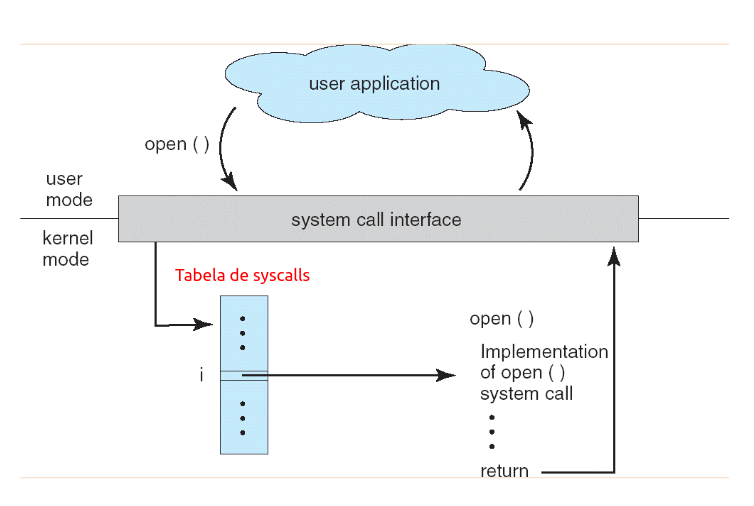 user application
open ( )
user
mode
system call interface
kernel
mode
Tabela de syscalls
open ( )
i
Implementation
of open ( )
system call
return